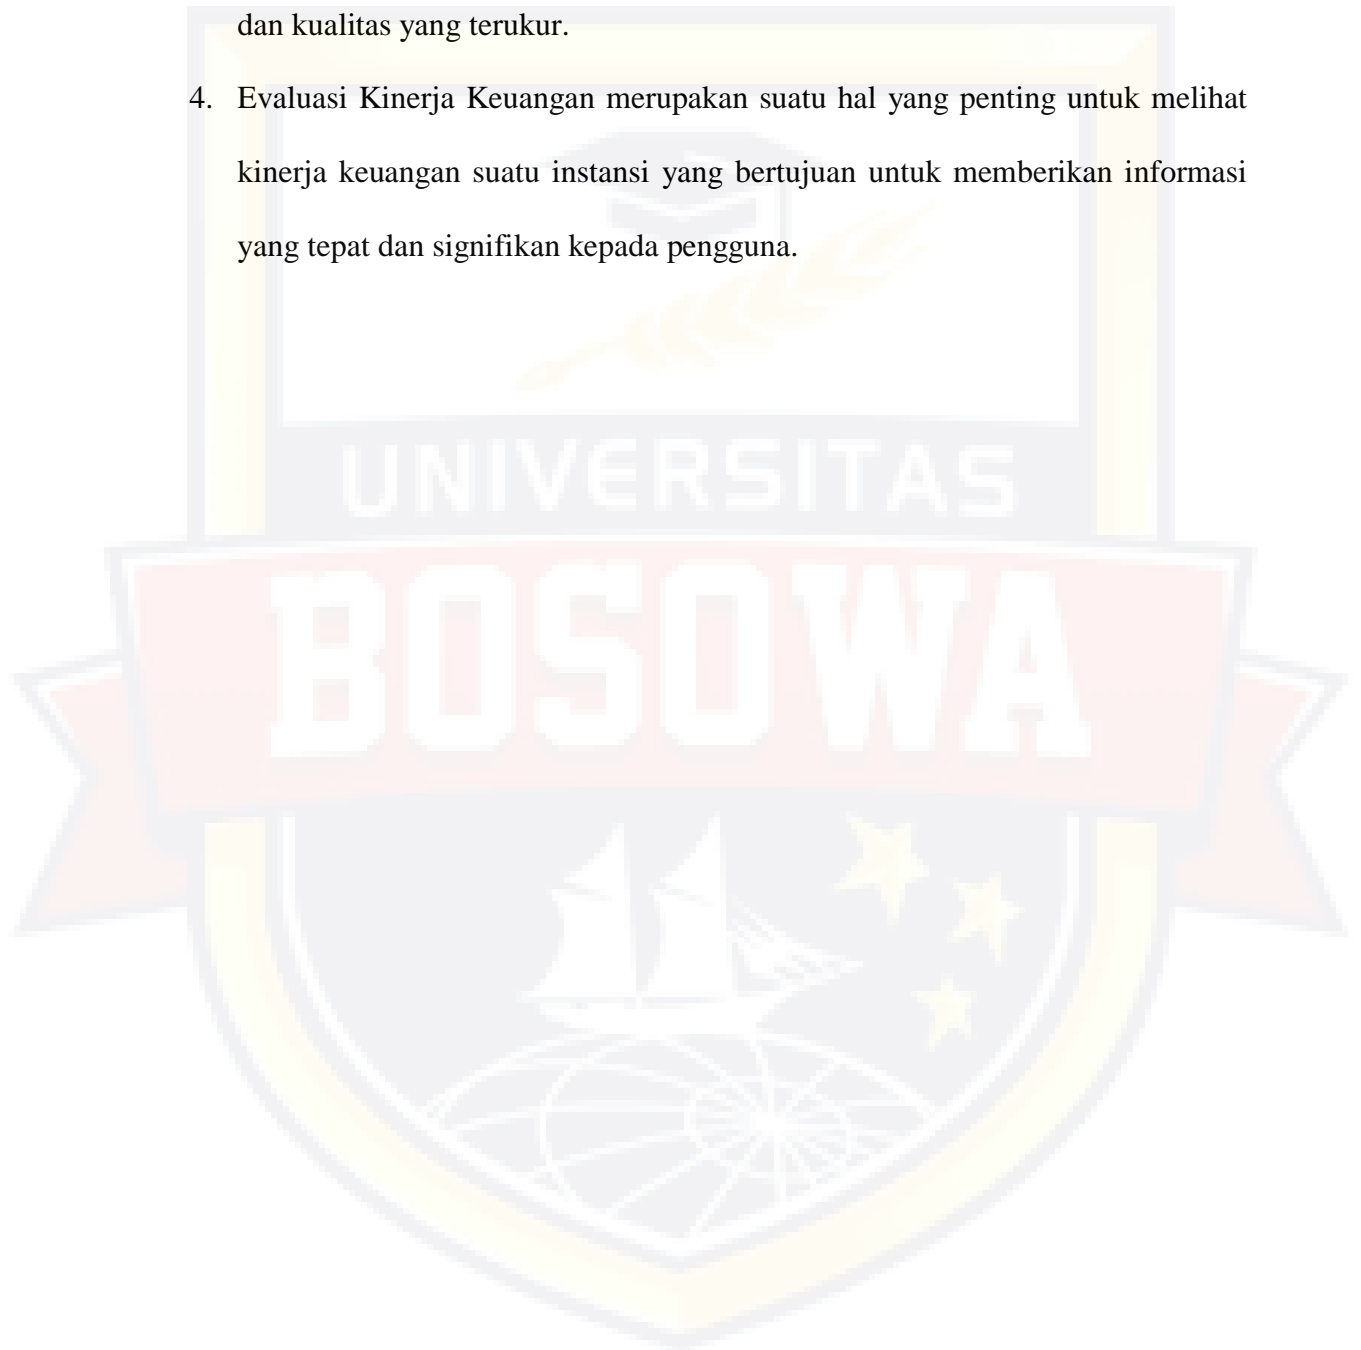 dan kualitas yang terukur.
4. Evaluasi Kinerja Keuangan merupakan suatu hal yang penting untuk melihat
kinerja keuangan suatu instansi yang bertujuan untuk memberikan informasi
yang tepat dan signifikan kepada pengguna.
UNIVERSITAS
BOSOWA